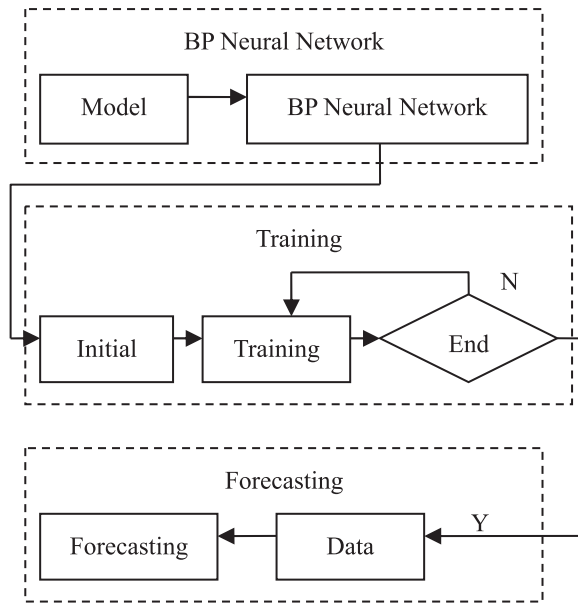 BP Neural Network
Model
BP Neural Network
Training
N
Initial
Training
End
Forecasting
Y
Forecasting
Data